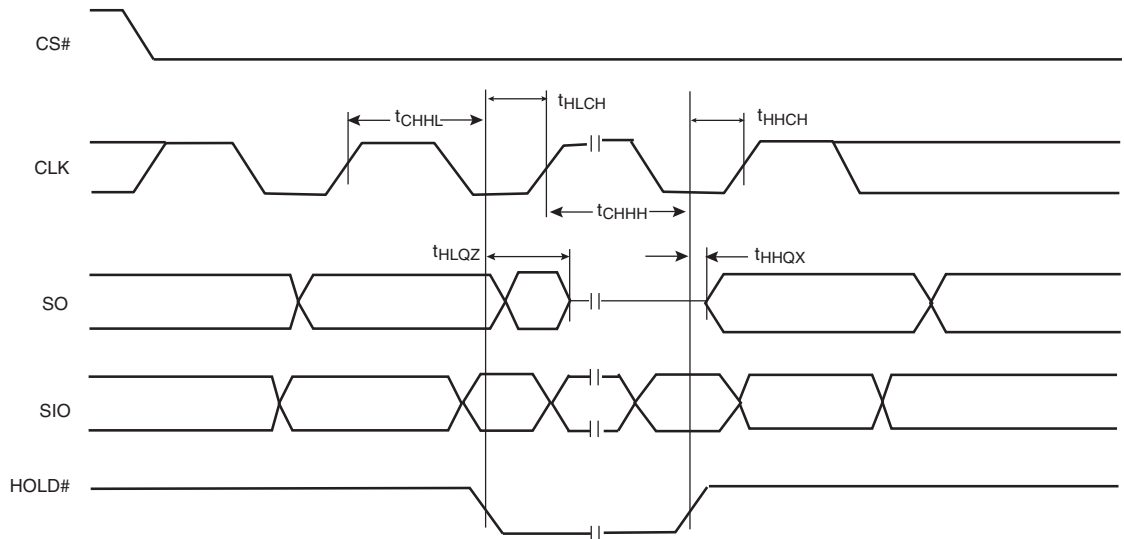 CS#
tHLCH
tCHHL
tHHCH
CLK
tCHHH
tHLQZ
tHHQX
SO
SIO
HOLD#